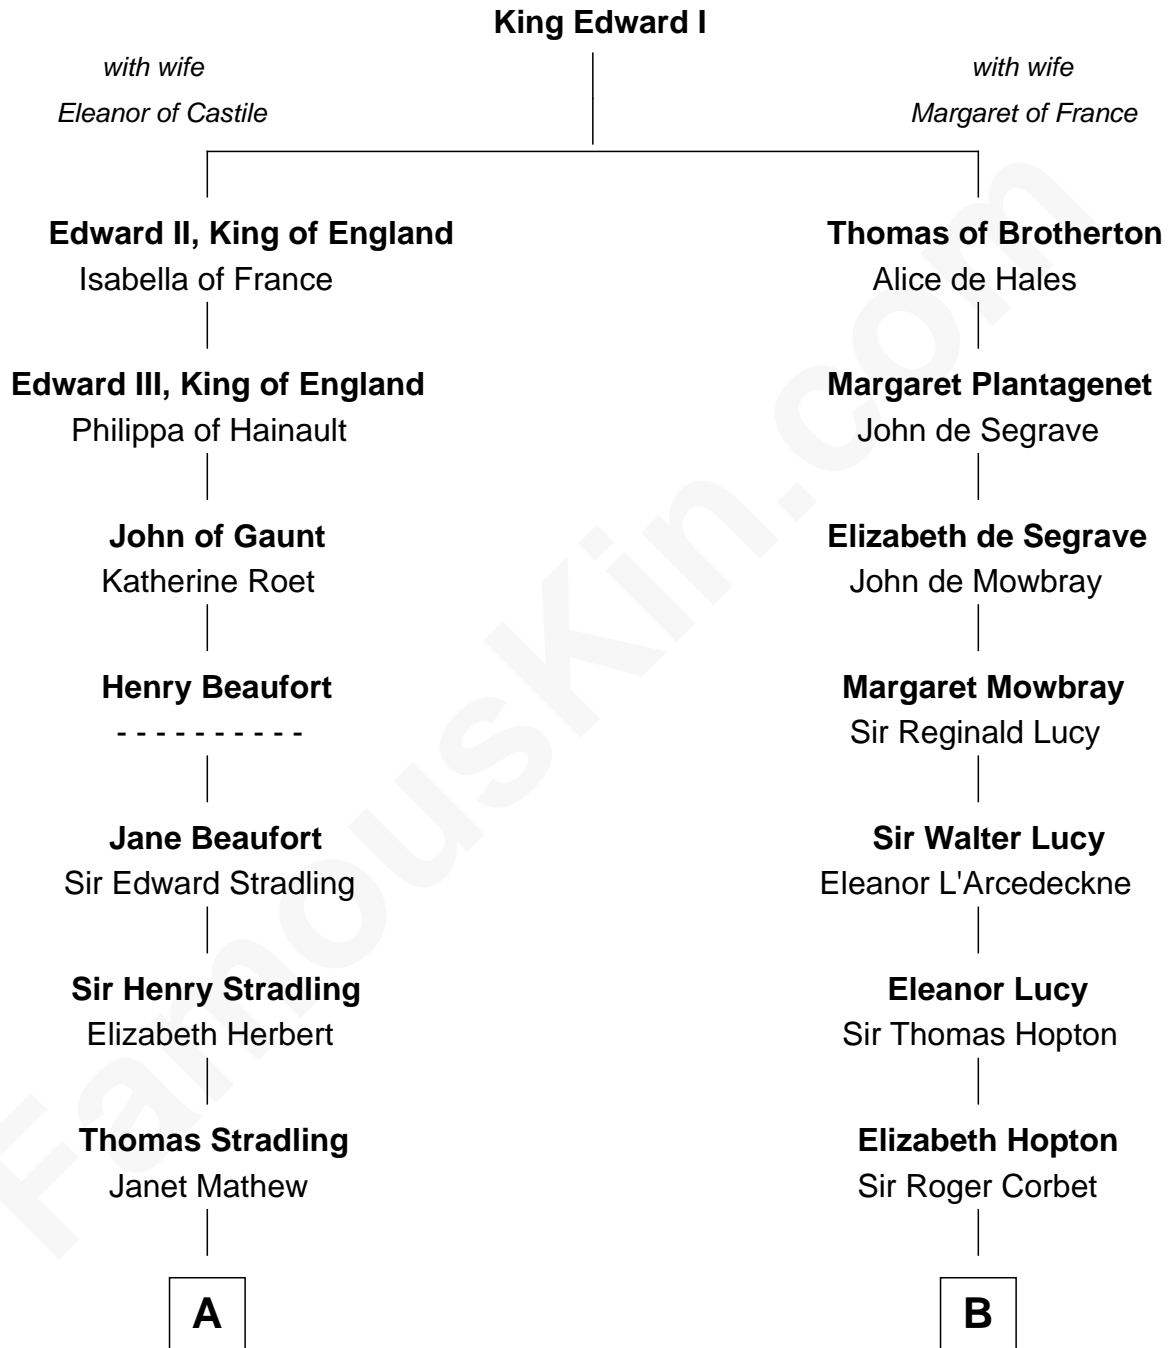 King Edward I
with wife
Eleanor of Castile
with wife
Margaret of France
Edward II, King of England
Isabella of France
Thomas of Brotherton
Alice de Hales
Edward III, King of England
Philippa of Hainault
Margaret Plantagenet
John de Segrave
John of Gaunt
Katherine Roet
Elizabeth de Segrave
John de Mowbray
Henry Beaufort
- - - - - - - - - -
Margaret Mowbray
Sir Reginald Lucy
Jane Beaufort
Sir Edward Stradling
Sir Walter Lucy
Eleanor L'Arcedeckne
Sir Henry Stradling
Elizabeth Herbert
Eleanor Lucy
Sir Thomas Hopton
Thomas Stradling
Janet Mathew
Elizabeth Hopton
Sir Roger Corbet
A
B
FamousKin.com